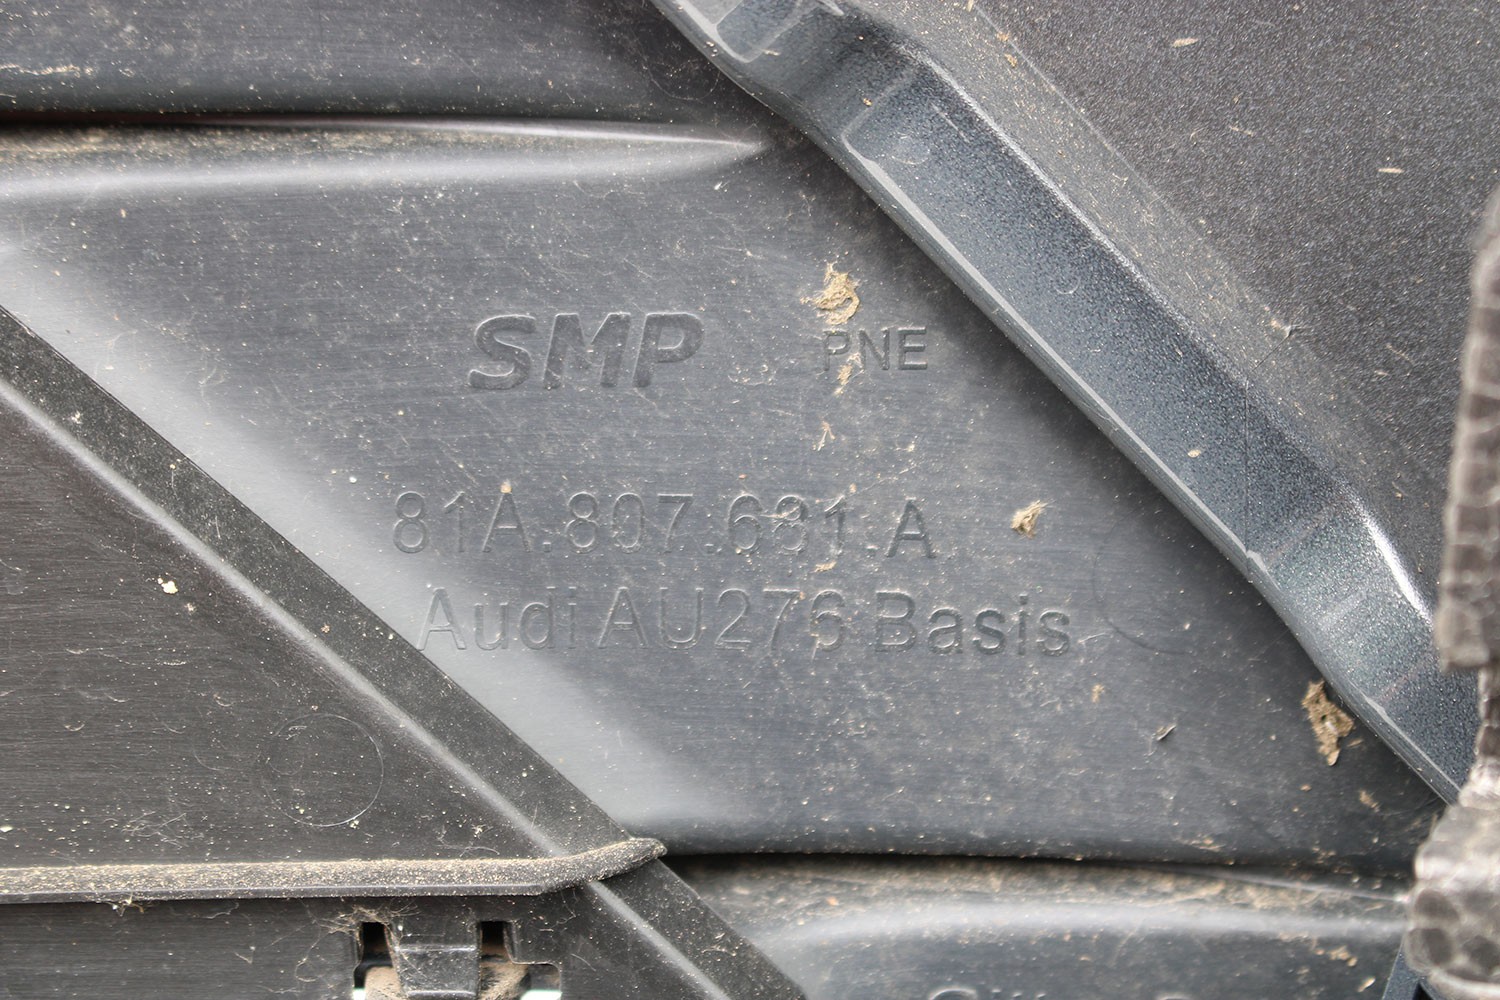 SMP PNE
81A.807.681.A
Audi AU276 Basis